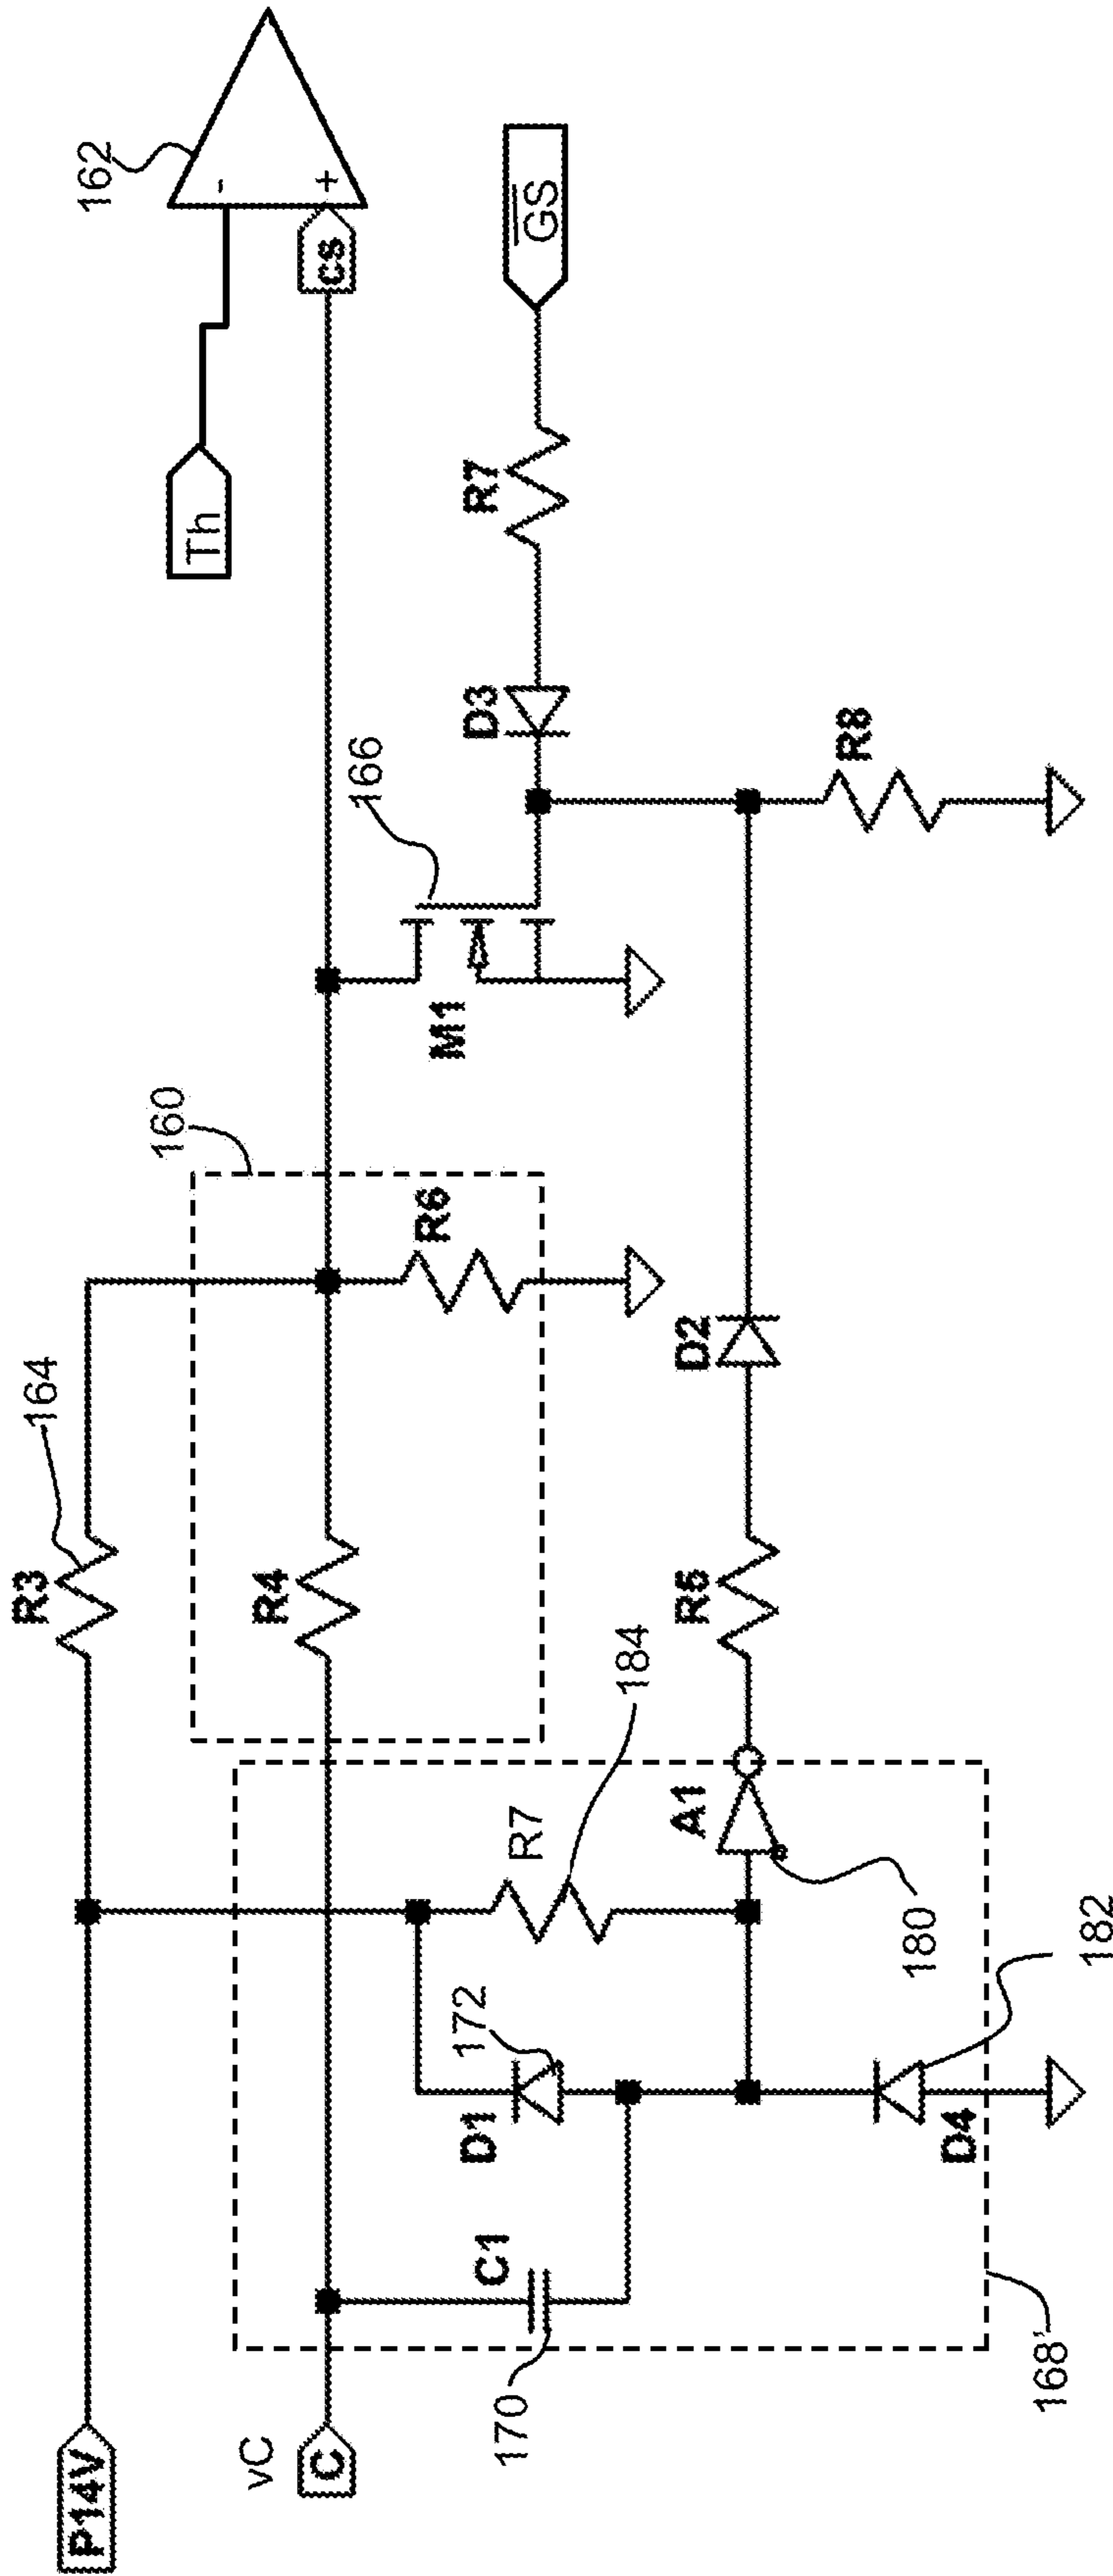 P14V
R3
164
vC
C
R4
160
R6
Th
162
-
+
cs
166
M1
D3
R7
G̅S̅
C1
170
D1
172
R7
184
A1
180
R5
D2
R8
D4
182
168'